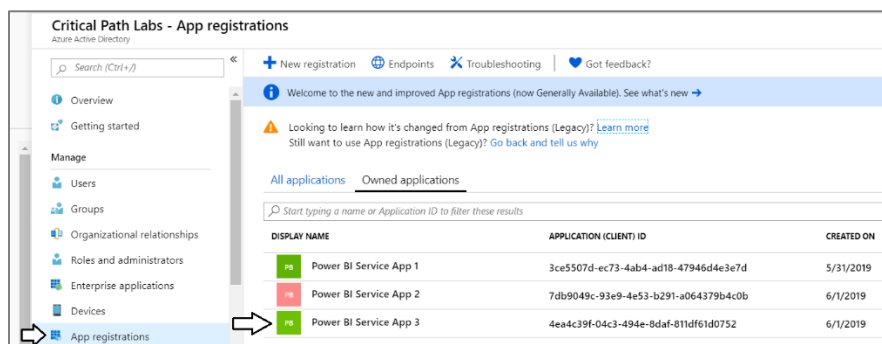 Critical Path Labs - App registrations
Azure Active Directory
Search (Ctrl+/)
«
Overview
Getting started
Manage
Users
Groups
Organizational relationships
Roles and administrators
Enterprise applications
Devices
App registrations
New registration Endpoints Troubleshooting Got feedback?
Welcome to the new and improved App registrations (now Generally Available). See what's new →
Looking to learn how it's changed from App registrations (Legacy)? Learn more
Still want to use App registrations (Legacy)? Go back and tell us why
All applications Owned applications
Start typing a name or Application ID to filter these results
DISPLAY NAME APPLICATION (CLIENT) ID CREATED ON
PB Power BI Service App 1 3ce5507d-ec73-4ab4-ad18-47946d4e3e7d 5/31/2019
PB Power BI Service App 2 7db9049c-93e9-4e53-b291-a064379b4c0b 6/1/2019
PB Power BI Service App 3 4ea4c39f-04c3-494e-8daf-811df61d0752 6/1/2019